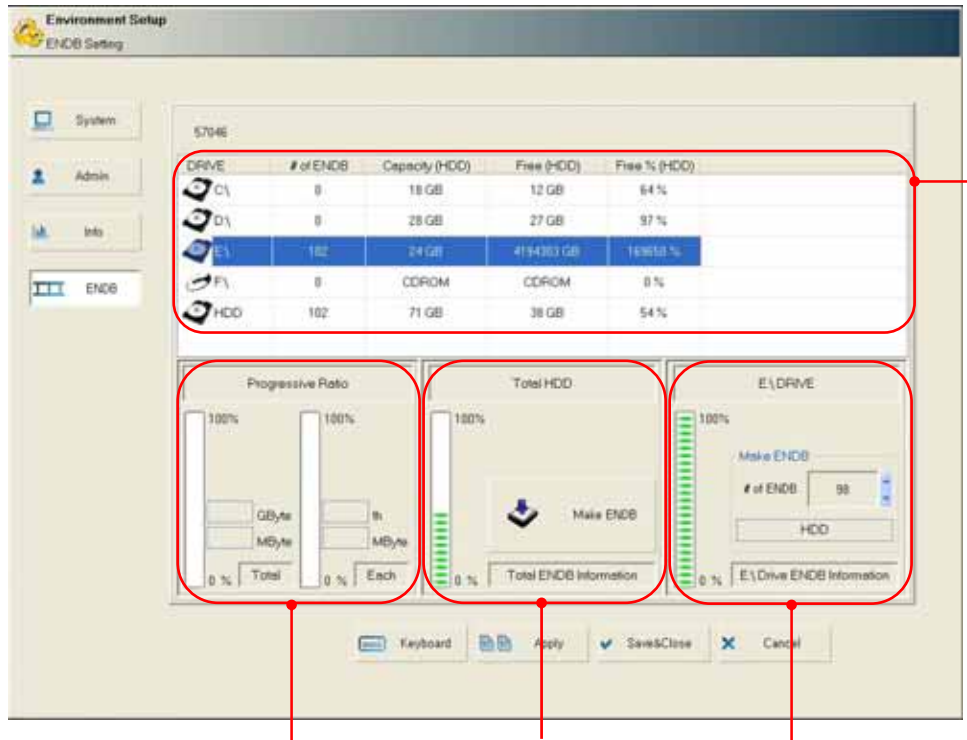 Environment Setup
ENDB Setting
System
Admin
Info
ENDB
57046
DRIVE # of ENDB Capacity (HDD) Free (HDD) Free % (HDD)
C:\ 0 18 GB 12 GB 64 %
D:\ 0 28 GB 27 GB 97 %
E:\ 102 24 GB 4194303 GB 169658 %
F:\ 0 CDROM CDROM 0 %
HDD 102 71 GB 38 GB 54 %
Progressive Ratio
100% 100%
GByte th
MByte MByte
0 % Total 0 % Each
Total HDD
100%
Make ENDB
0 % Total ENDB Information
E:\ DRIVE
100%
Make ENDB
# of ENDB 98
HDD
0 % E:\ Drive ENDB Information
Keyboard Apply Save&Close Cancel